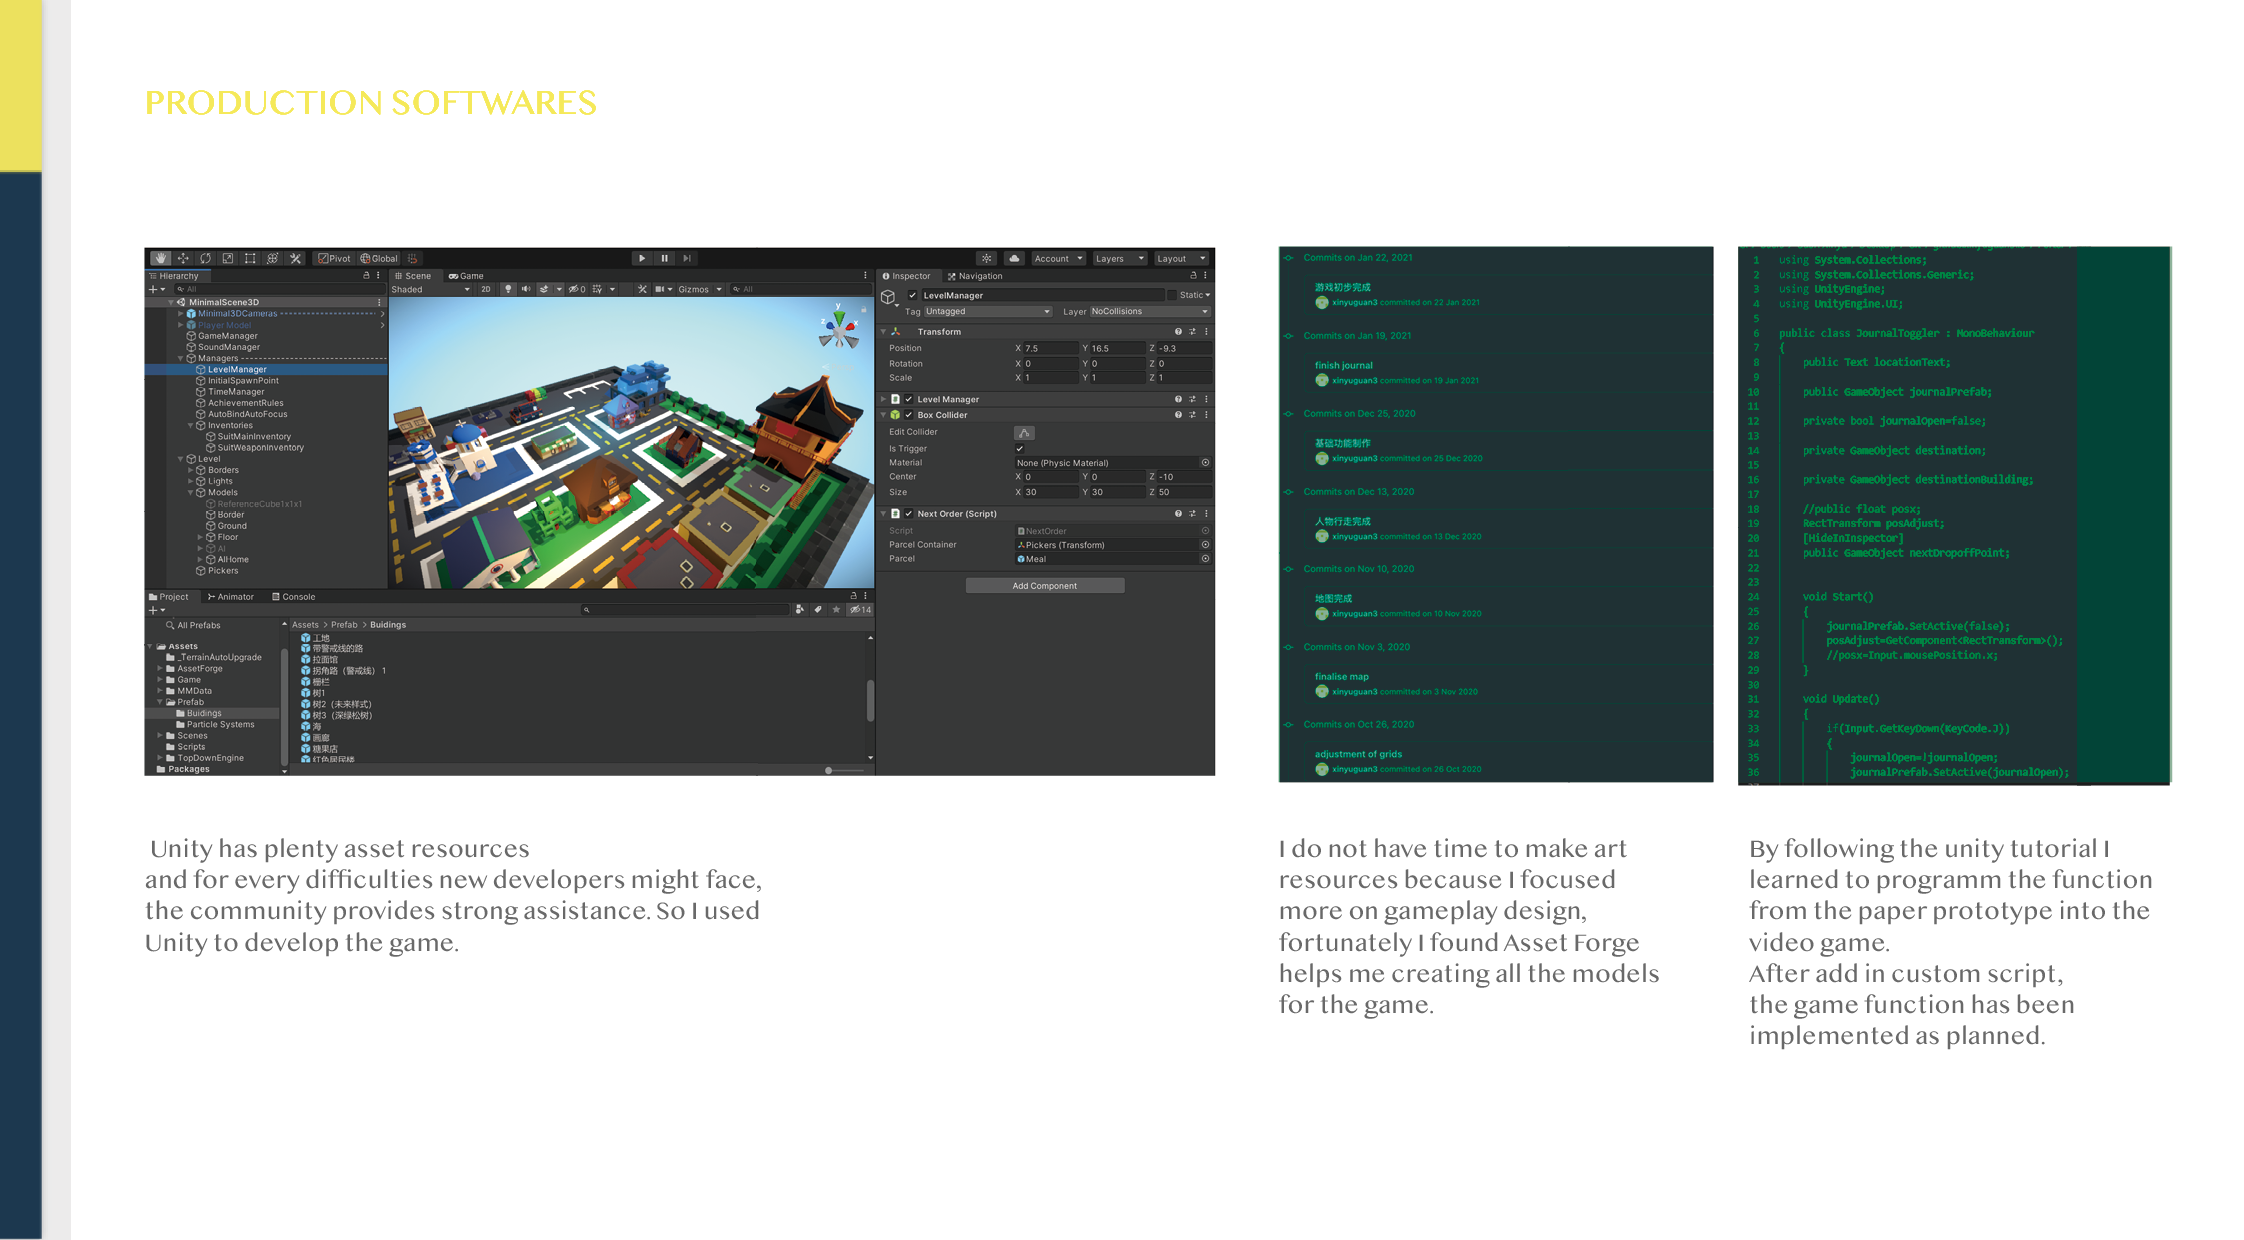 PRODUCTION SOFTWARES
Pivot Global
Account Layers Layout
Hierarchy
All
MinimalScene3D
Minimal3DCameras
Player Model
GameManager
SoundManager
Managers
LevelManager
InitialSpawnPoint
TimeManager
AchievementRules
AutoBindAutoFocus
Inventories
SuitMainInventory
SuitWeaponInventory
Level
Borders
Lights
Models
ReferenceCube1x1x1
Border
Ground
Floor
AI
AllHome
Pickers
Scene Game
Shaded 2D 0 Gizmos All
y
z x
Inspector Navigation
LevelManager Static
Tag Untagged Layer NoCollisions
Transform
Position X 7.5 Y 16.5 Z -9.3
Rotation X 0 Y 0 Z 0
Scale X 1 Y 1 Z 1
Level Manager
Box Collider
Edit Collider
Is Trigger
Material None (Physic Material)
Center X 0 Y 0 Z -10
Size X 30 Y 30 Z 50
Next Order (Script)
Script NextOrder
Parcel Container Pickers (Transform)
Parcel Meal
Add Component
Project Animator Console
14
All Prefabs
Assets
_TerrainAutoUpgrade
AssetForge
Game
MMData
Prefab
Buidings
Particle Systems
Scenes
Scripts
TopDownEngine
Packages
Assets > Prefab > Buidings
工地
带警戒线的路
拉面馆
拐角路（警戒线） 1
栅栏
树1
树2（未来样式）
树3（深绿松树）
海
画廊
糖果店
红色居民楼
Commits on Jan 22, 2021
游戏初步完成
xinyuguan3 committed on 22 Jan 2021
Commits on Jan 19, 2021
finish journal
xinyuguan3 committed on 19 Jan 2021
Commits on Dec 25, 2020
基础功能制作
xinyuguan3 committed on 25 Dec 2020
Commits on Dec 13, 2020
人物行走完成
xinyuguan3 committed on 13 Dec 2020
Commits on Nov 10, 2020
地图完成
xinyuguan3 committed on 10 Nov 2020
Commits on Nov 3, 2020
finalise map
xinyuguan3 committed on 3 Nov 2020
Commits on Oct 26, 2020
adjustment of grids
xinyuguan3 committed on 26 Oct 2020
1 using System.Collections;
2 using System.Collections.Generic;
3 using UnityEngine;
4 using UnityEngine.UI;
5
6 public class JournalToggler : MonoBehaviour
7 {
8 public Text locationText;
9
10 public GameObject journalPrefab;
11
12 private bool journalOpen=false;
13
14 private GameObject destination;
15
16 private GameObject destinationBuilding;
17
18 //public float posx;
19 RectTransform posAdjust;
20 [HideInInspector]
21 public GameObject nextDropoffPoint;
22
23
24 void Start()
25 {
26 journalPrefab.SetActive(false);
27 posAdjust=GetComponent<RectTransform>();
28 //posx=Input.mousePosition.x;
29 }
30
31 void Update()
32 {
33 if(Input.GetKeyDown(KeyCode.J))
34 {
35 journalOpen=!journalOpen;
36 journalPrefab.SetActive(journalOpen);
Unity has plenty asset resources
and for every difficulties new developers might face,
the community provides strong assistance. So I used
Unity to develop the game.
I do not have time to make art
resources because I focused
more on gameplay design,
fortunately I found Asset Forge
helps me creating all the models
for the game.
By following the unity tutorial I
learned to programm the function
from the paper prototype into the
video game.
After add in custom script,
the game function has been
implemented as planned.